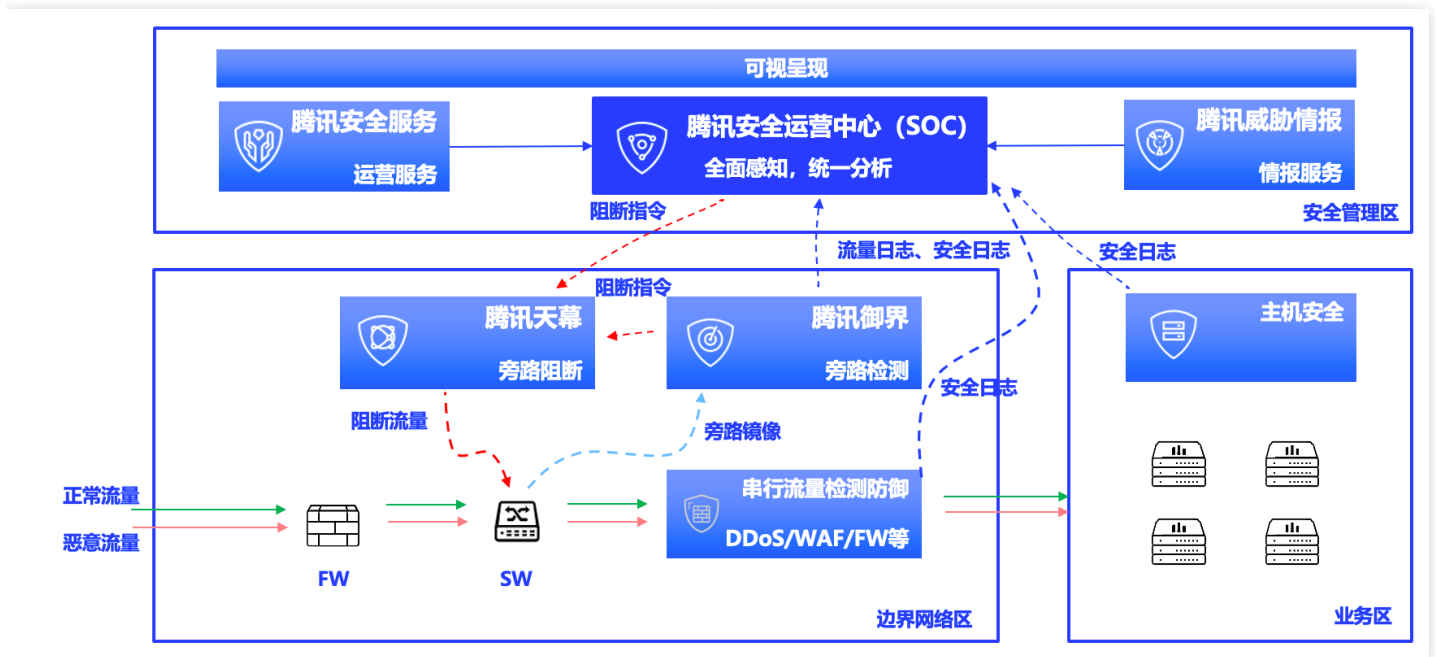 可视呈现
腾讯安全服务
运营服务
腾讯安全运营中心（SOC）
全面感知，统一分析
腾讯威胁情报
情报服务
阻断指令
安全管理区
流量日志、安全日志
安全日志
阻断指令
腾讯天幕
旁路阻断
腾讯御界
旁路检测
主机安全
安全日志
阻断流量
旁路镜像
正常流量
恶意流量
串行流量检测防御
DDoS/WAF/FW等
FW
SW
边界网络区
业务区